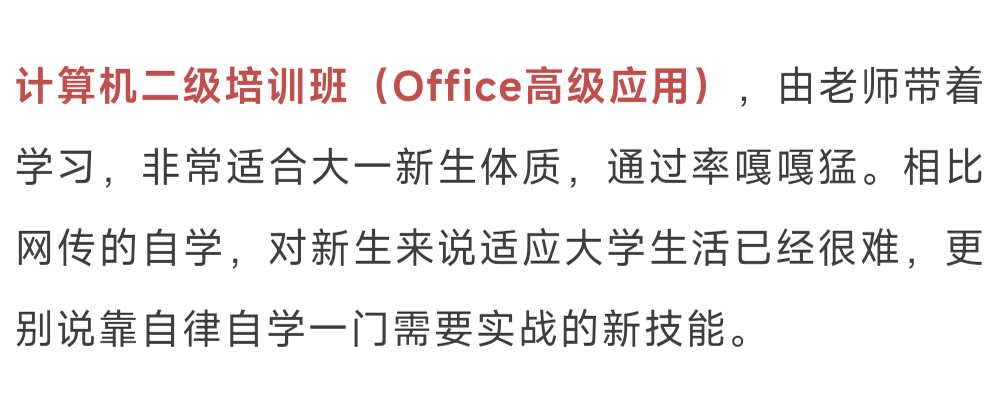 计算机二级培训班（Office高级应用），由老师带着
学习，非常适合大一新生体质，通过率嘎嘎猛。相比
网传的自学，对新生来说适应大学生活已经很难，更
别说靠自律自学一门需要实战的新技能。